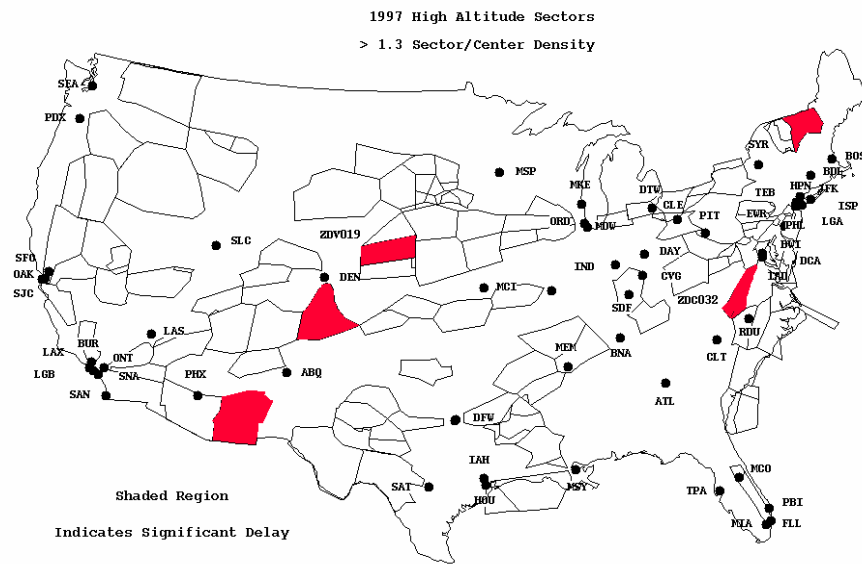 1997 High Altitude Sectors
> 1.3 Sector/Center Density
SEA
PDX
SYR
BOS
MSP
BDL
MKE
DTW
TEB
HPN
JFK
CLE
ISP
ORD
MDW
PIT
EWR
LGA
PHL
ZDV019
SLC
BWI
DAY
DCA
SFO
IND
OAK
DEN
CVG
IAD
SJC
MCI
ZDC032
SDF
LAS
RDU
BUR
LAX
ONT
MEM
BNA
CLT
LGB
SNA
PHX
ABQ
SAN
ATL
DFW
IAH
MCO
SAT
MSY
TPA
Shaded Region
HOU
PBI
Indicates Significant Delay
MIA
FLL